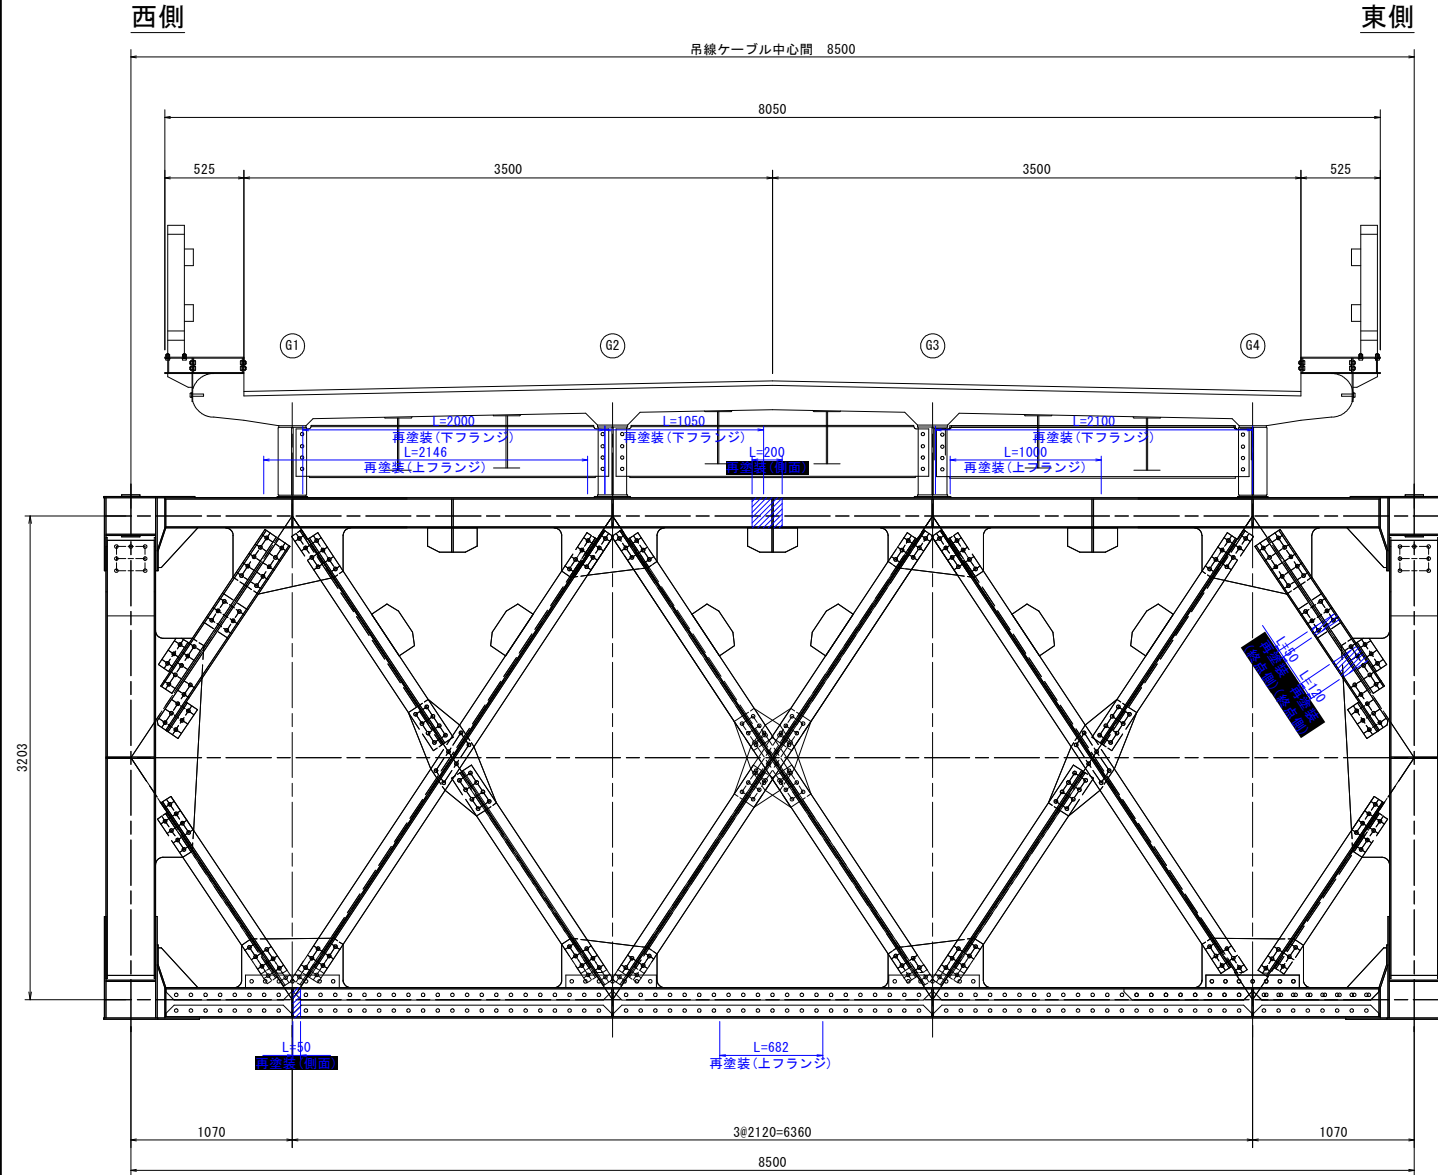 西側
東側
吊線ケーブル中心間 8500
8050
525
3500
3500
525
G1
G2
G3
G4
L=2000
再塗装(下フランジ)
L=1050
再塗装(下フランジ)
L=2100
再塗装(下フランジ)
L=2146
再塗装(上フランジ)
L=200
再塗装(側面)
L=1000
再塗装(上フランジ)
L=50
L=120
3203
L=50
再塗装(側面)
L=682
再塗装(上フランジ)
1070
3@2120=6360
1070
8500